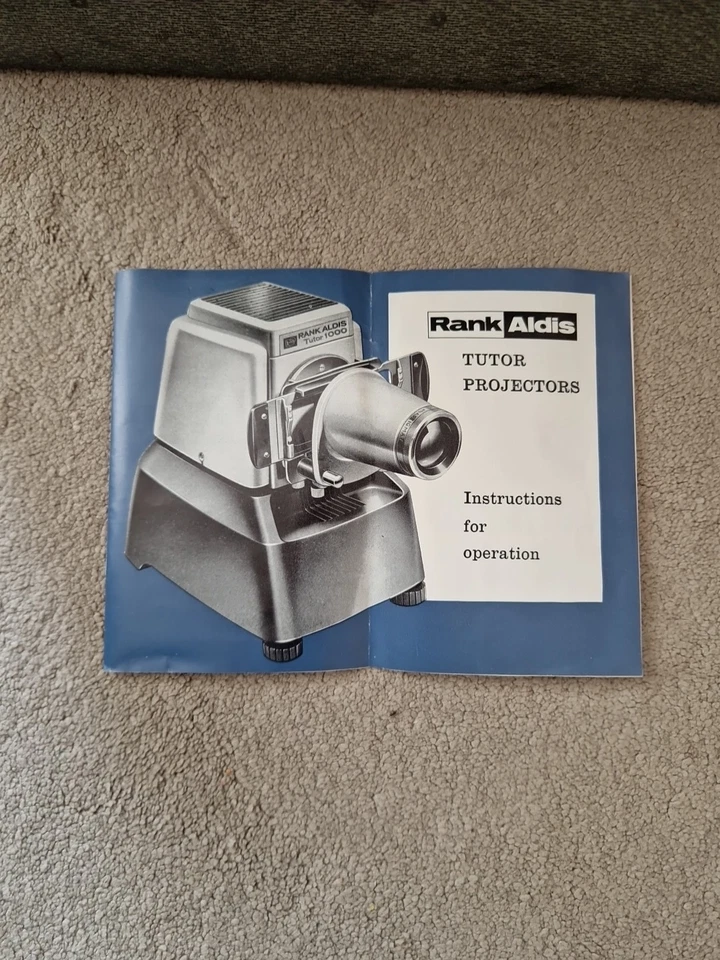 RANK ALDIS
Tutor 1000
Rank Aldis
TUTOR
PROJECTORS
Instructions
for
operation